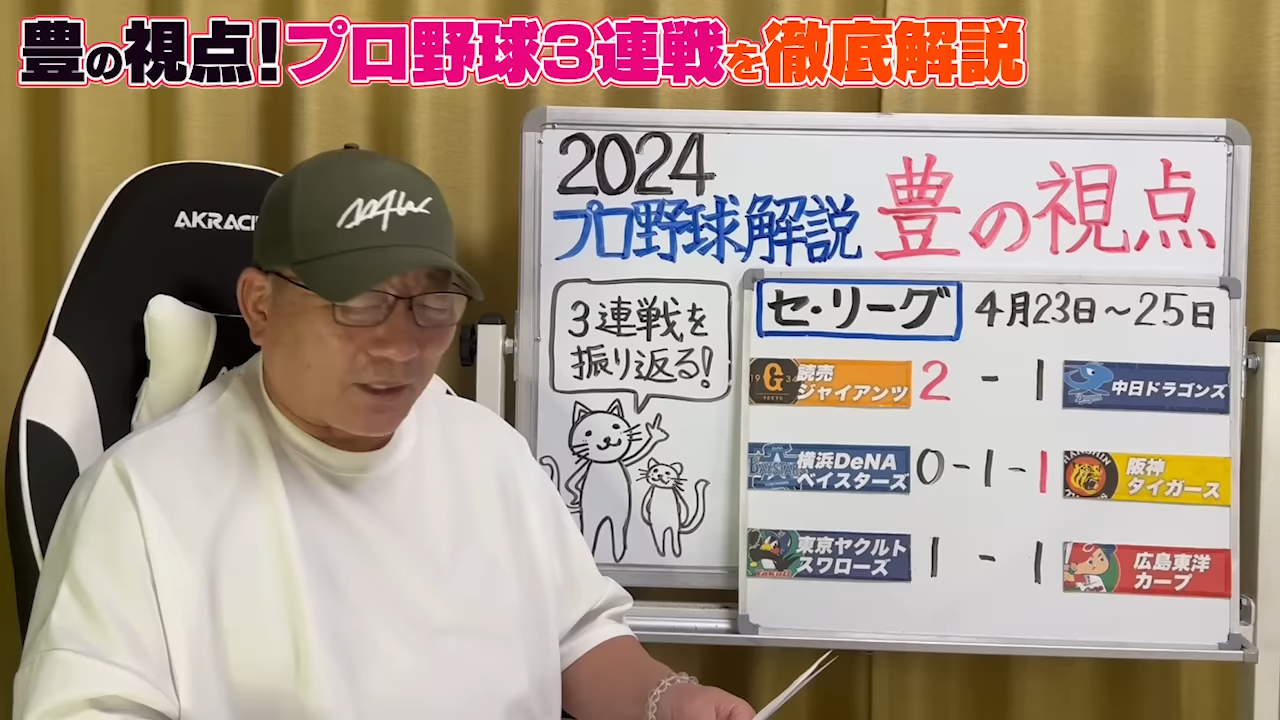 豊の視点!プロ野球3連戦を徹底解説
AKRACI
2024
プロ野球解説 豊の視点
3連戦を
振り返る!
セ・リーグ 4月23日~25日
読売
ジャイアンツ 2 - 1 中日ドラゴンズ
横浜DeNA
ベイスターズ 0-1-1 阪神
タイガース
東京ヤクルト
スワローズ 1 - 1 広島東洋
カープ